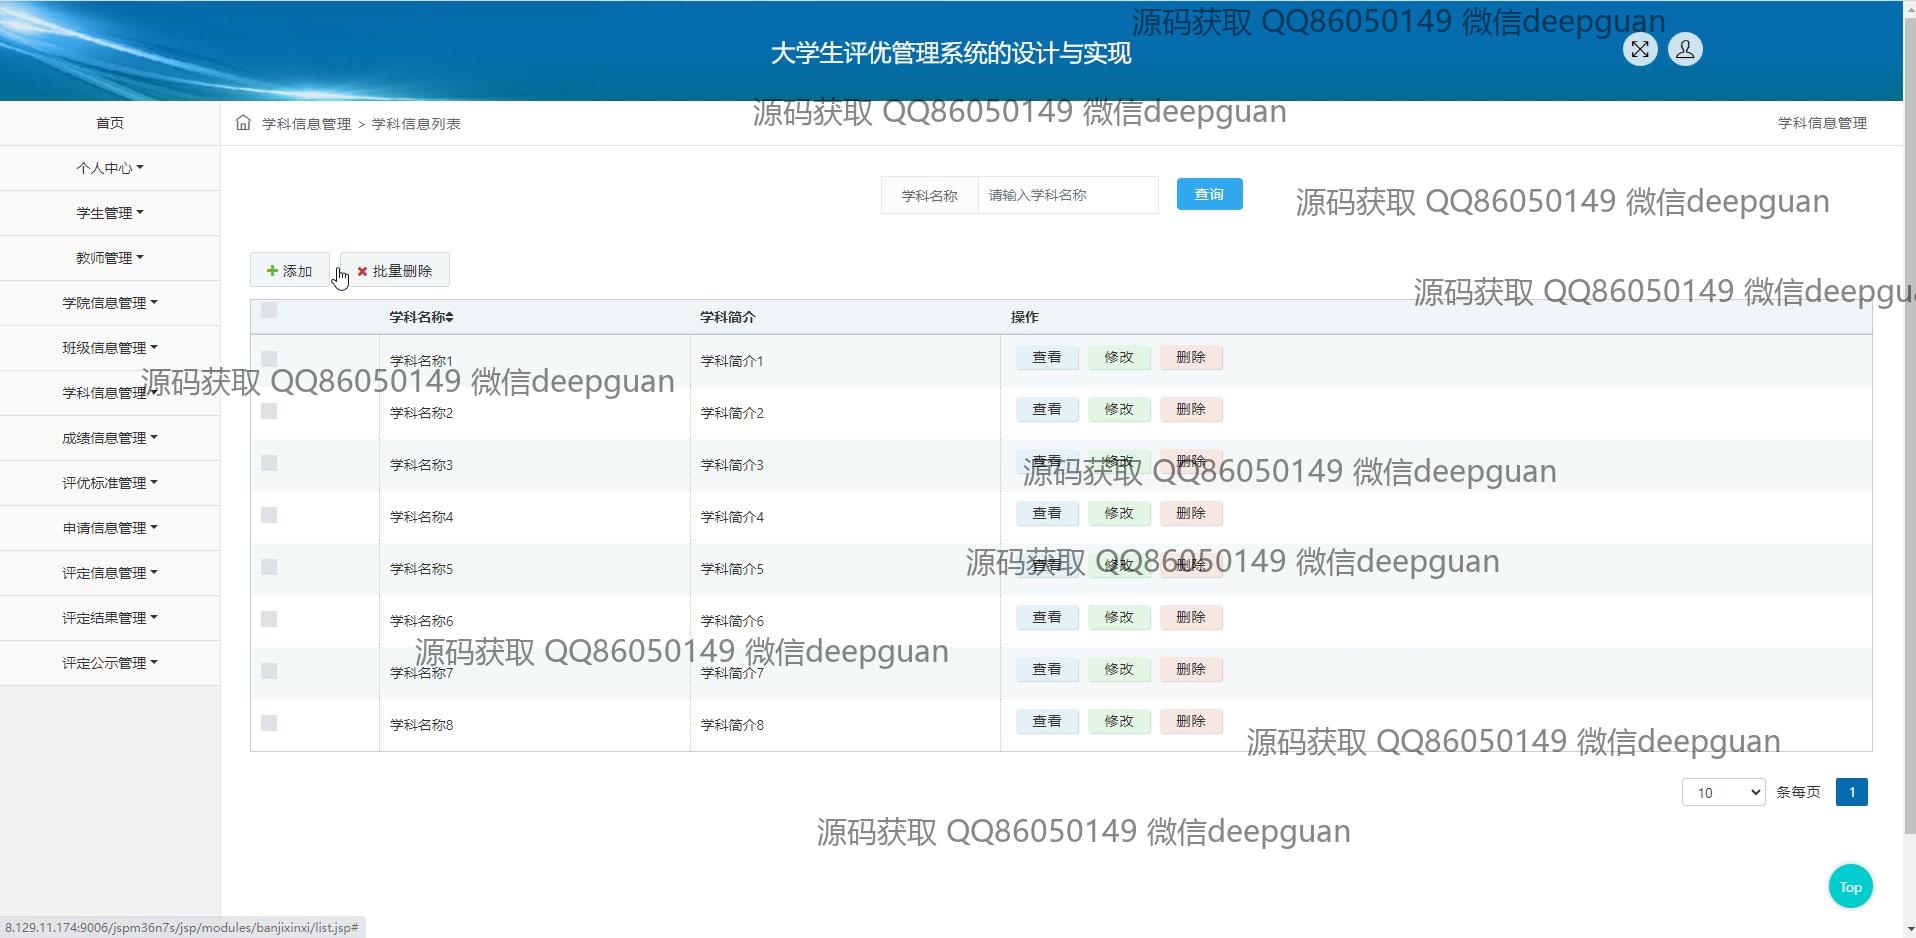 源码获取 QQ86050149 微信deepguan
大学生评优管理系统的设计与实现
源码获取 QQ86050149 微信deepguan
首页
学科信息管理 > 学科信息列表
学科信息管理
个人中心
学生管理
教师管理
学院信息管理
班级信息管理
学科信息管理
成绩信息管理
评优标准管理
申请信息管理
评定信息管理
评定结果管理
评定公示管理
学科名称 请输入学科名称 查询
源码获取 QQ86050149 微信deepguan
添加 批量删除
源码获取 QQ86050149 微信deepgua
学科名称 学科简介 操作
学科名称1 学科简介1 查看 修改 删除
源码获取 QQ86050149 微信deepguan
学科名称2 学科简介2 查看 修改 删除
学科名称3 学科简介3 查看 修改 删除
源码获取 QQ86050149 微信deepguan
学科名称4 学科简介4 查看 修改 删除
学科名称5 学科简介5 查看 修改 删除
源码获取 QQ86050149 微信deepguan
学科名称6 学科简介6 查看 修改 删除
源码获取 QQ86050149 微信deepguan
学科名称7 学科简介7 查看 修改 删除
学科名称8 学科简介8 查看 修改 删除
源码获取 QQ86050149 微信deepguan
10 条每页 1
源码获取 QQ86050149 微信deepguan
Top
8.129.11.174:9006/jspm36n7s/jsp/modules/banjixinxi/list.jsp#